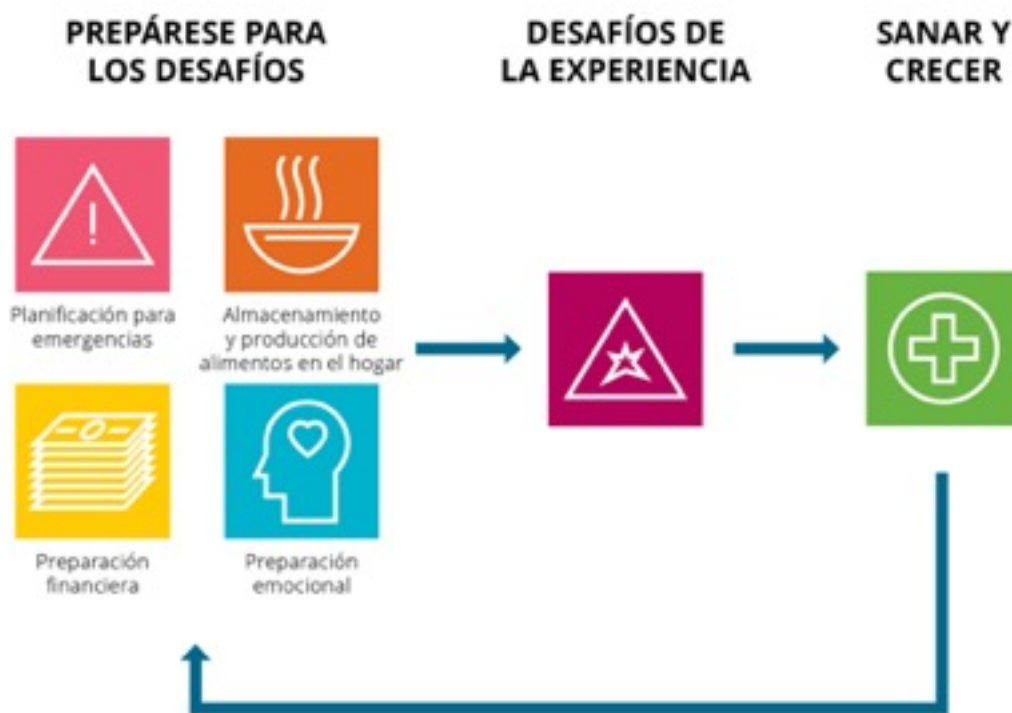 PREPÁRESE PARA
LOS DESAFÍOS
DESAFÍOS DE
LA EXPERIENCIA
SANAR Y
CRECER
Planificación para
emergencias
Almacenamiento
y producción de
alimentos en el hogar
Preparación
financiera
Preparación
emocional